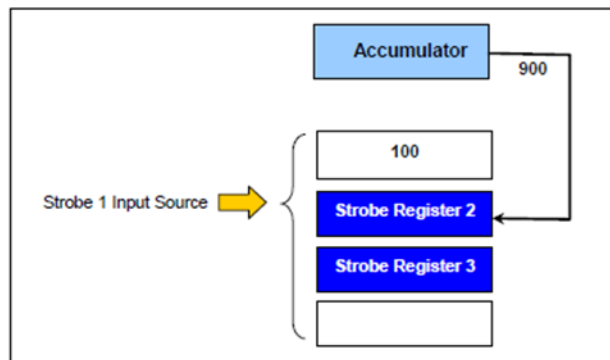 Accumulator
900
100
Strobe 1 Input Source
Strobe Register 2
Strobe Register 3